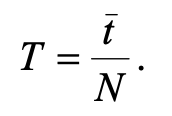 T = t̄ / N .